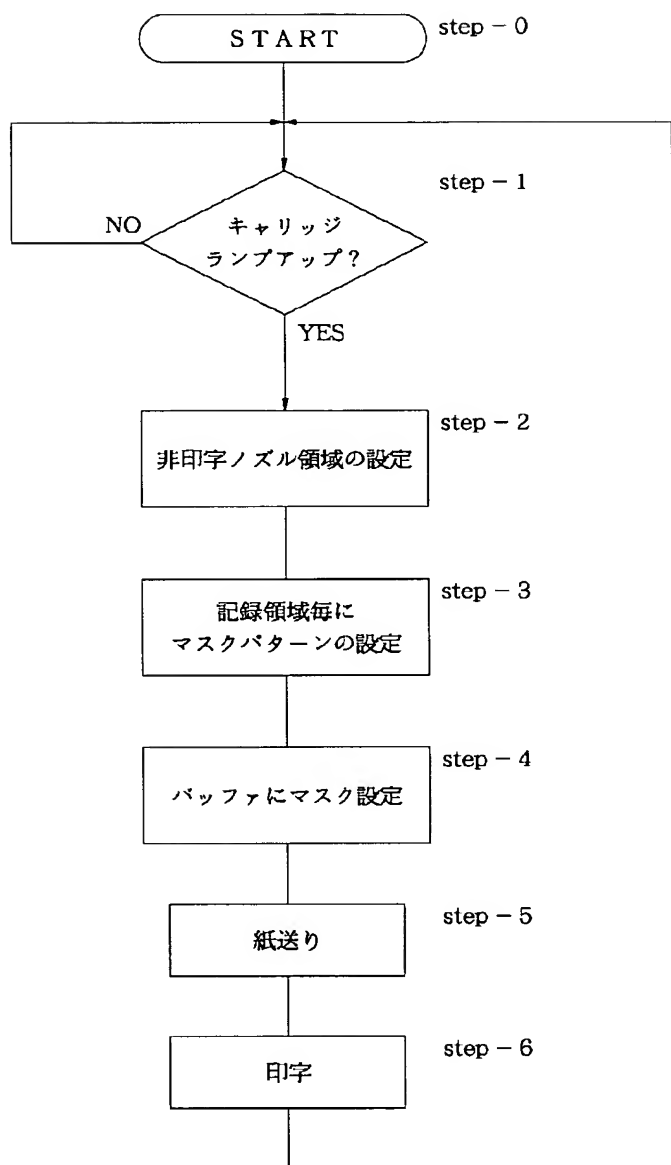 START
step－0
step－1
キャリッジ
ランプアップ？
NO
YES
step－2
非印字ノズル領域の設定
step－3
記録領域毎に
マスクパターンの設定
step－4
バッファにマスク設定
step－5
紙送り
step－6
印字